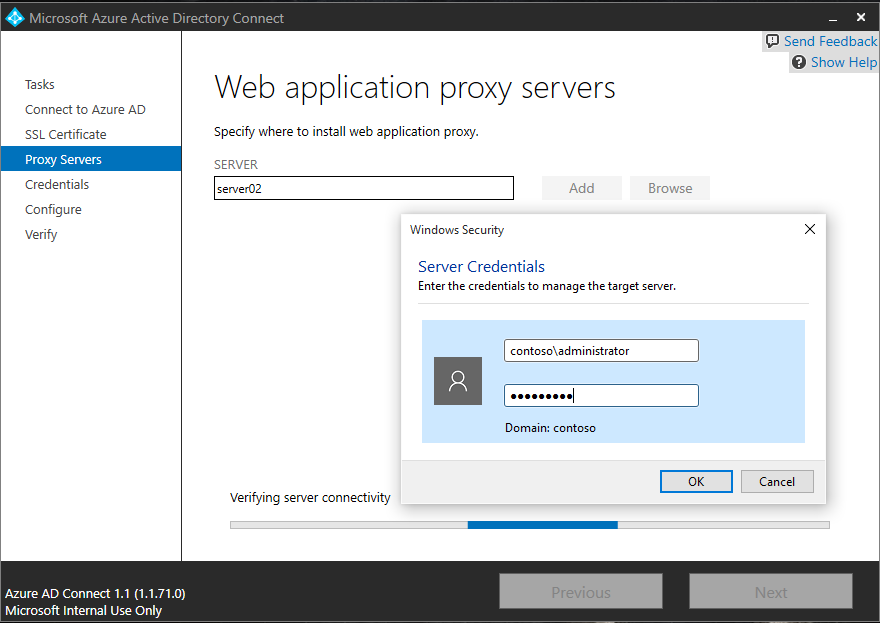 Microsoft Azure Active Directory Connect
Send Feedback
Show Help
Tasks
Connect to Azure AD
SSL Certificate
Proxy Servers
Credentials
Configure
Verify
Web application proxy servers
Specify where to install web application proxy.
SERVER
server02
Add
Browse
Windows Security
Server Credentials
Enter the credentials to manage the target server.
contoso\administrator
●●●●●●●●●
Domain: contoso
OK
Cancel
Verifying server connectivity
Azure AD Connect 1.1 (1.1.71.0)
Microsoft Internal Use Only
Previous
Next